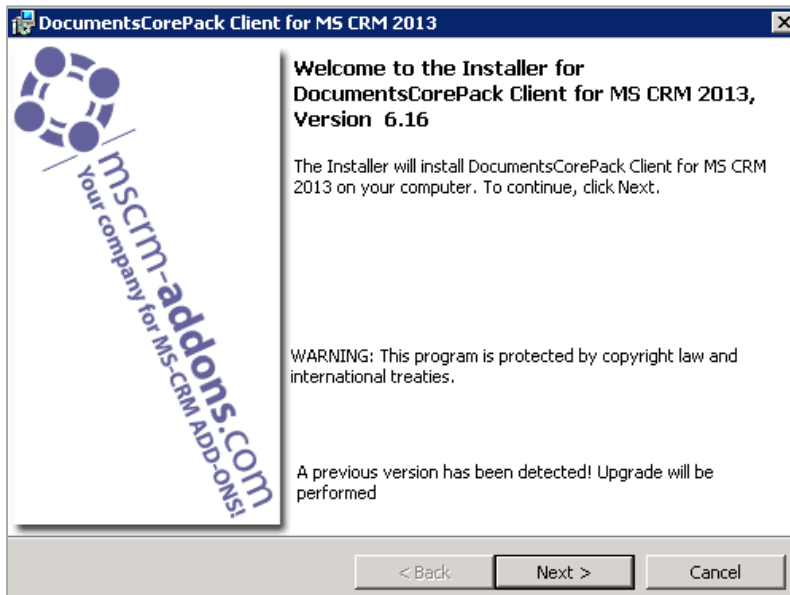 DocumentsCorePack Client for MS CRM 2013
Welcome to the Installer for
DocumentsCorePack Client for MS CRM 2013,
Version 6.16
The Installer will install DocumentsCorePack Client for MS CRM
2013 on your computer. To continue, click Next.
mscrm-addons.com
Your company for MS-CRM ADD-ONS!
WARNING: This program is protected by copyright law and
international treaties.
A previous version has been detected! Upgrade will be
performed
< Back
Next >
Cancel